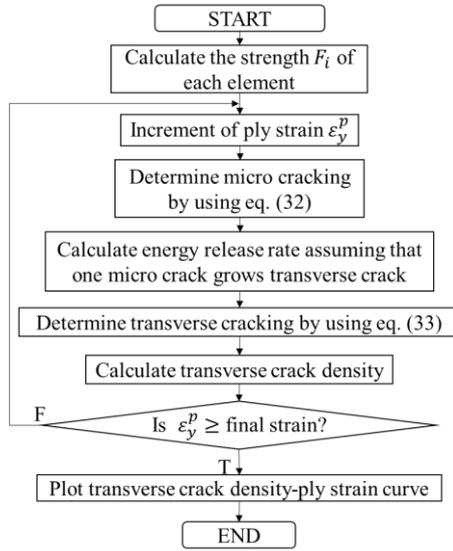 START
Calculate the strength F_i of
each element
Increment of ply strain ε_y^p
Determine micro cracking
by using eq. (32)
Calculate energy release rate assuming that
one micro crack grows transverse crack
Determine transverse cracking by using eq. (33)
Calculate transverse crack density
F
Is ε_y^p ≥ final strain?
T
Plot transverse crack density-ply strain curve
END